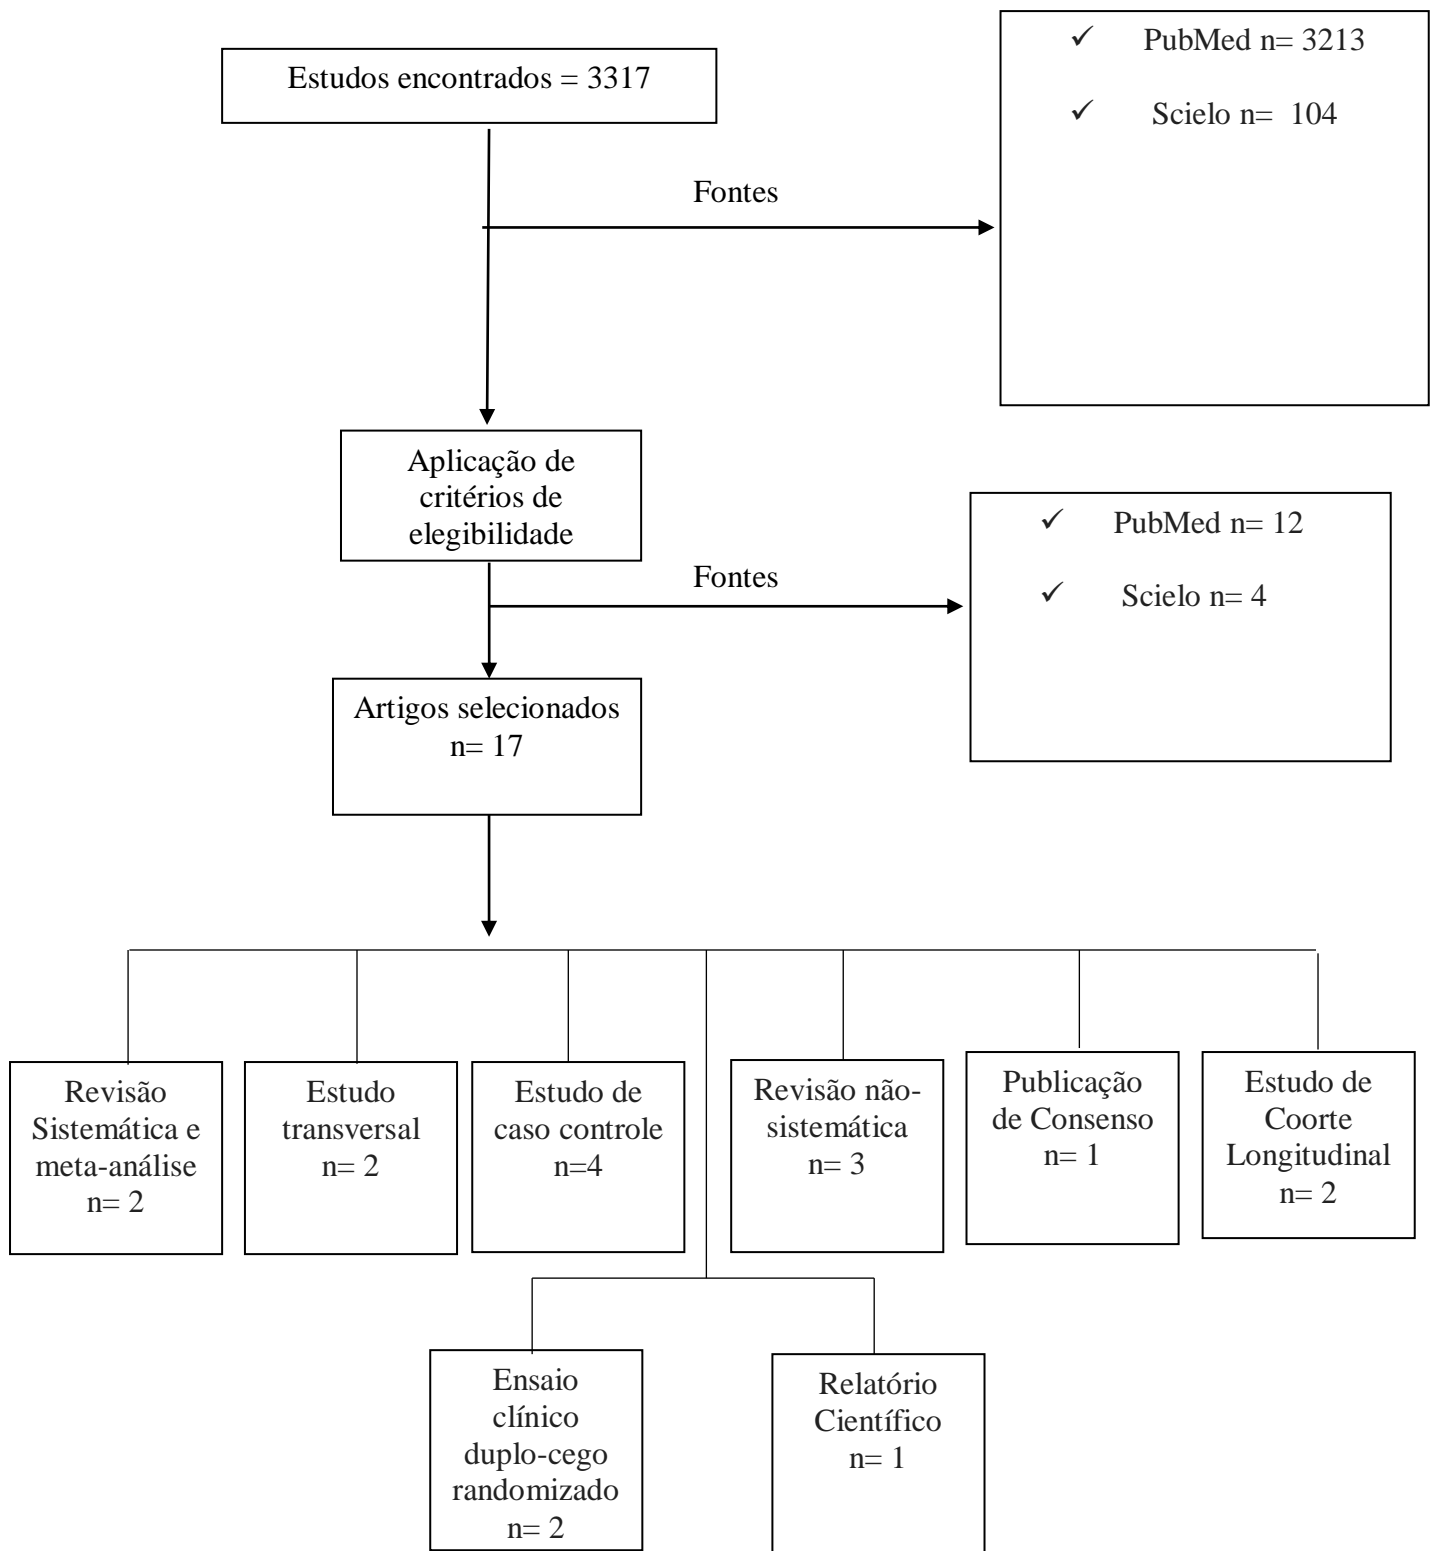 Estudos encontrados = 3317
✓ PubMed n= 3213
✓ Scielo n= 104
Fontes
Aplicação de
critérios de
elegibilidade
Fontes
✓ PubMed n= 12
✓ Scielo n= 4
Artigos selecionados
n= 17
Revisão
Sistemática e
meta-análise
n= 2
Estudo
transversal
n= 2
Estudo de
caso controle
n=4
Revisão não-
sistemática
n= 3
Publicação
de Consenso
n= 1
Estudo de
Coorte
Longitudinal
n= 2
Ensaio
clínico
duplo-cego
randomizado
n= 2
Relatório
Científico
n= 1